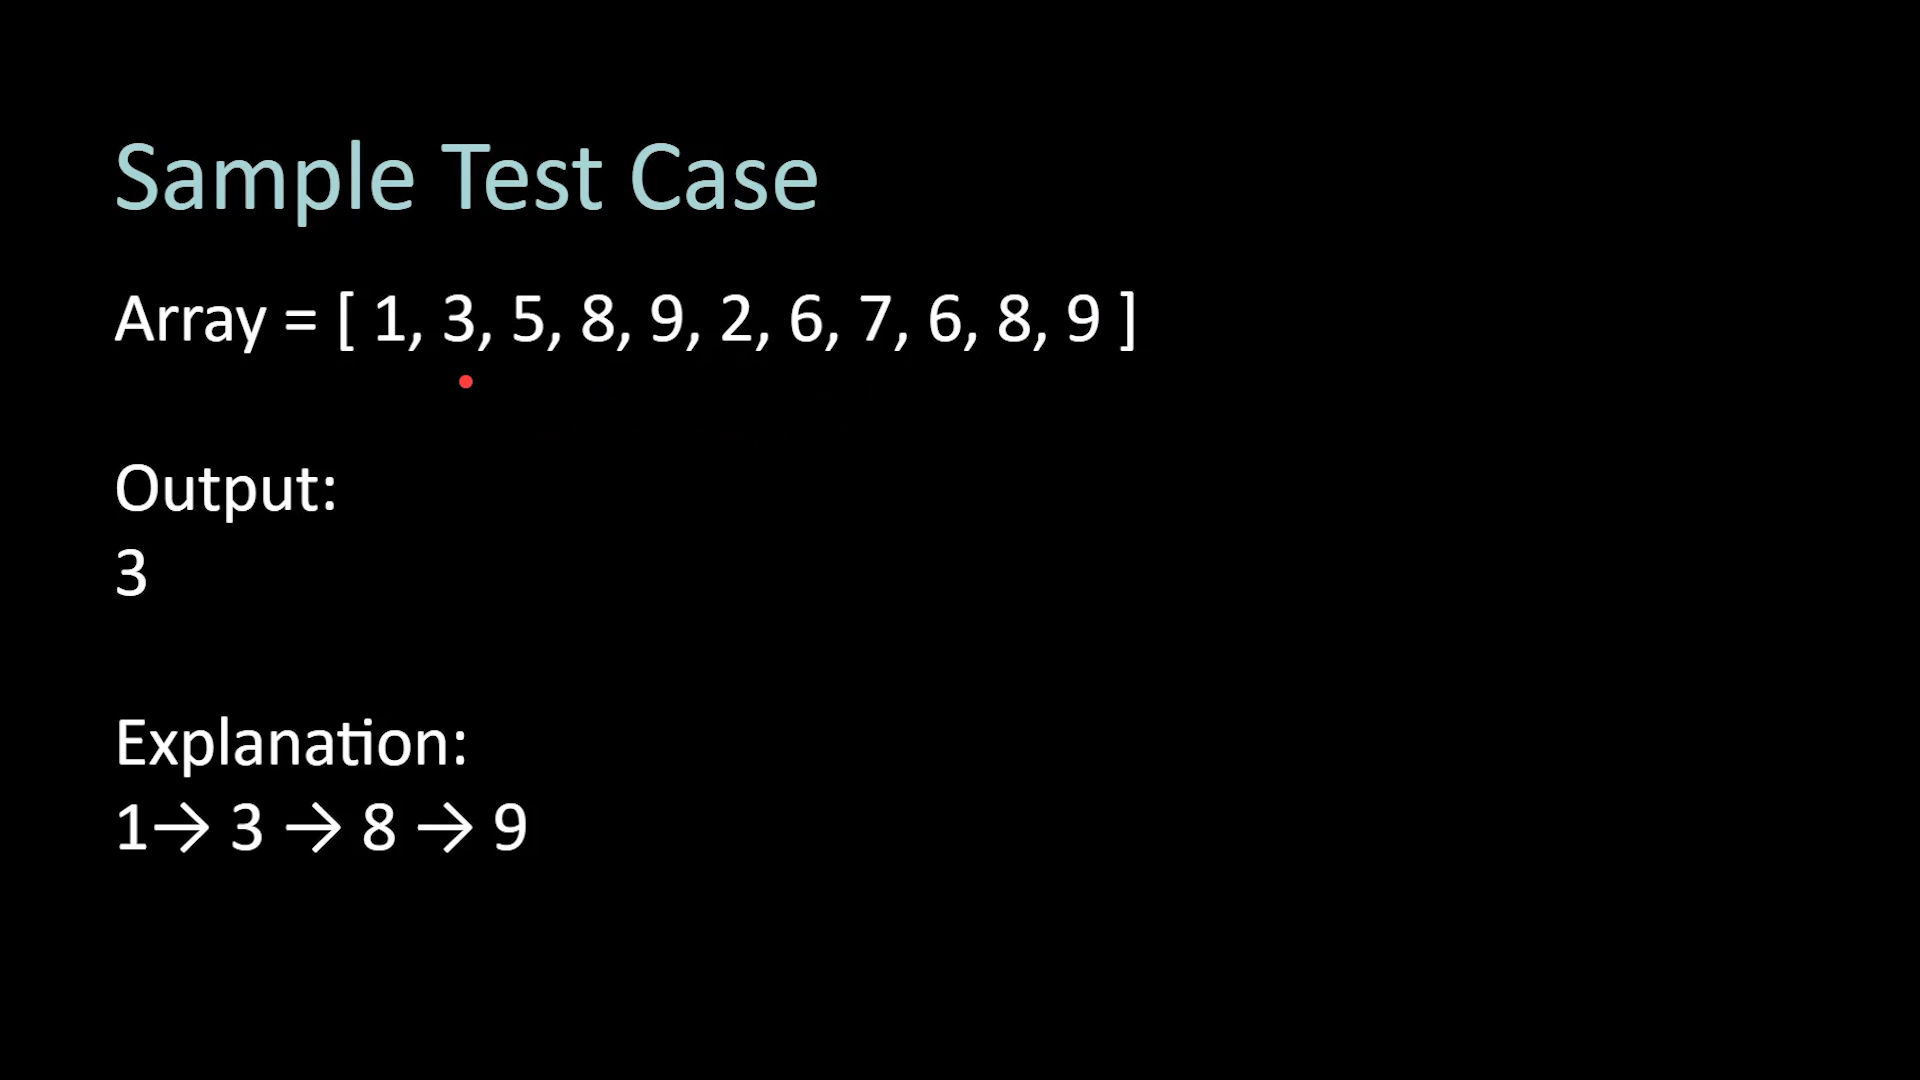 Sample Test Case
Array = [ 1, 3, 5, 8, 9, 2, 6, 7, 6, 8, 9 ]
Output:
3
Explanation:
1→ 3 → 8 → 9